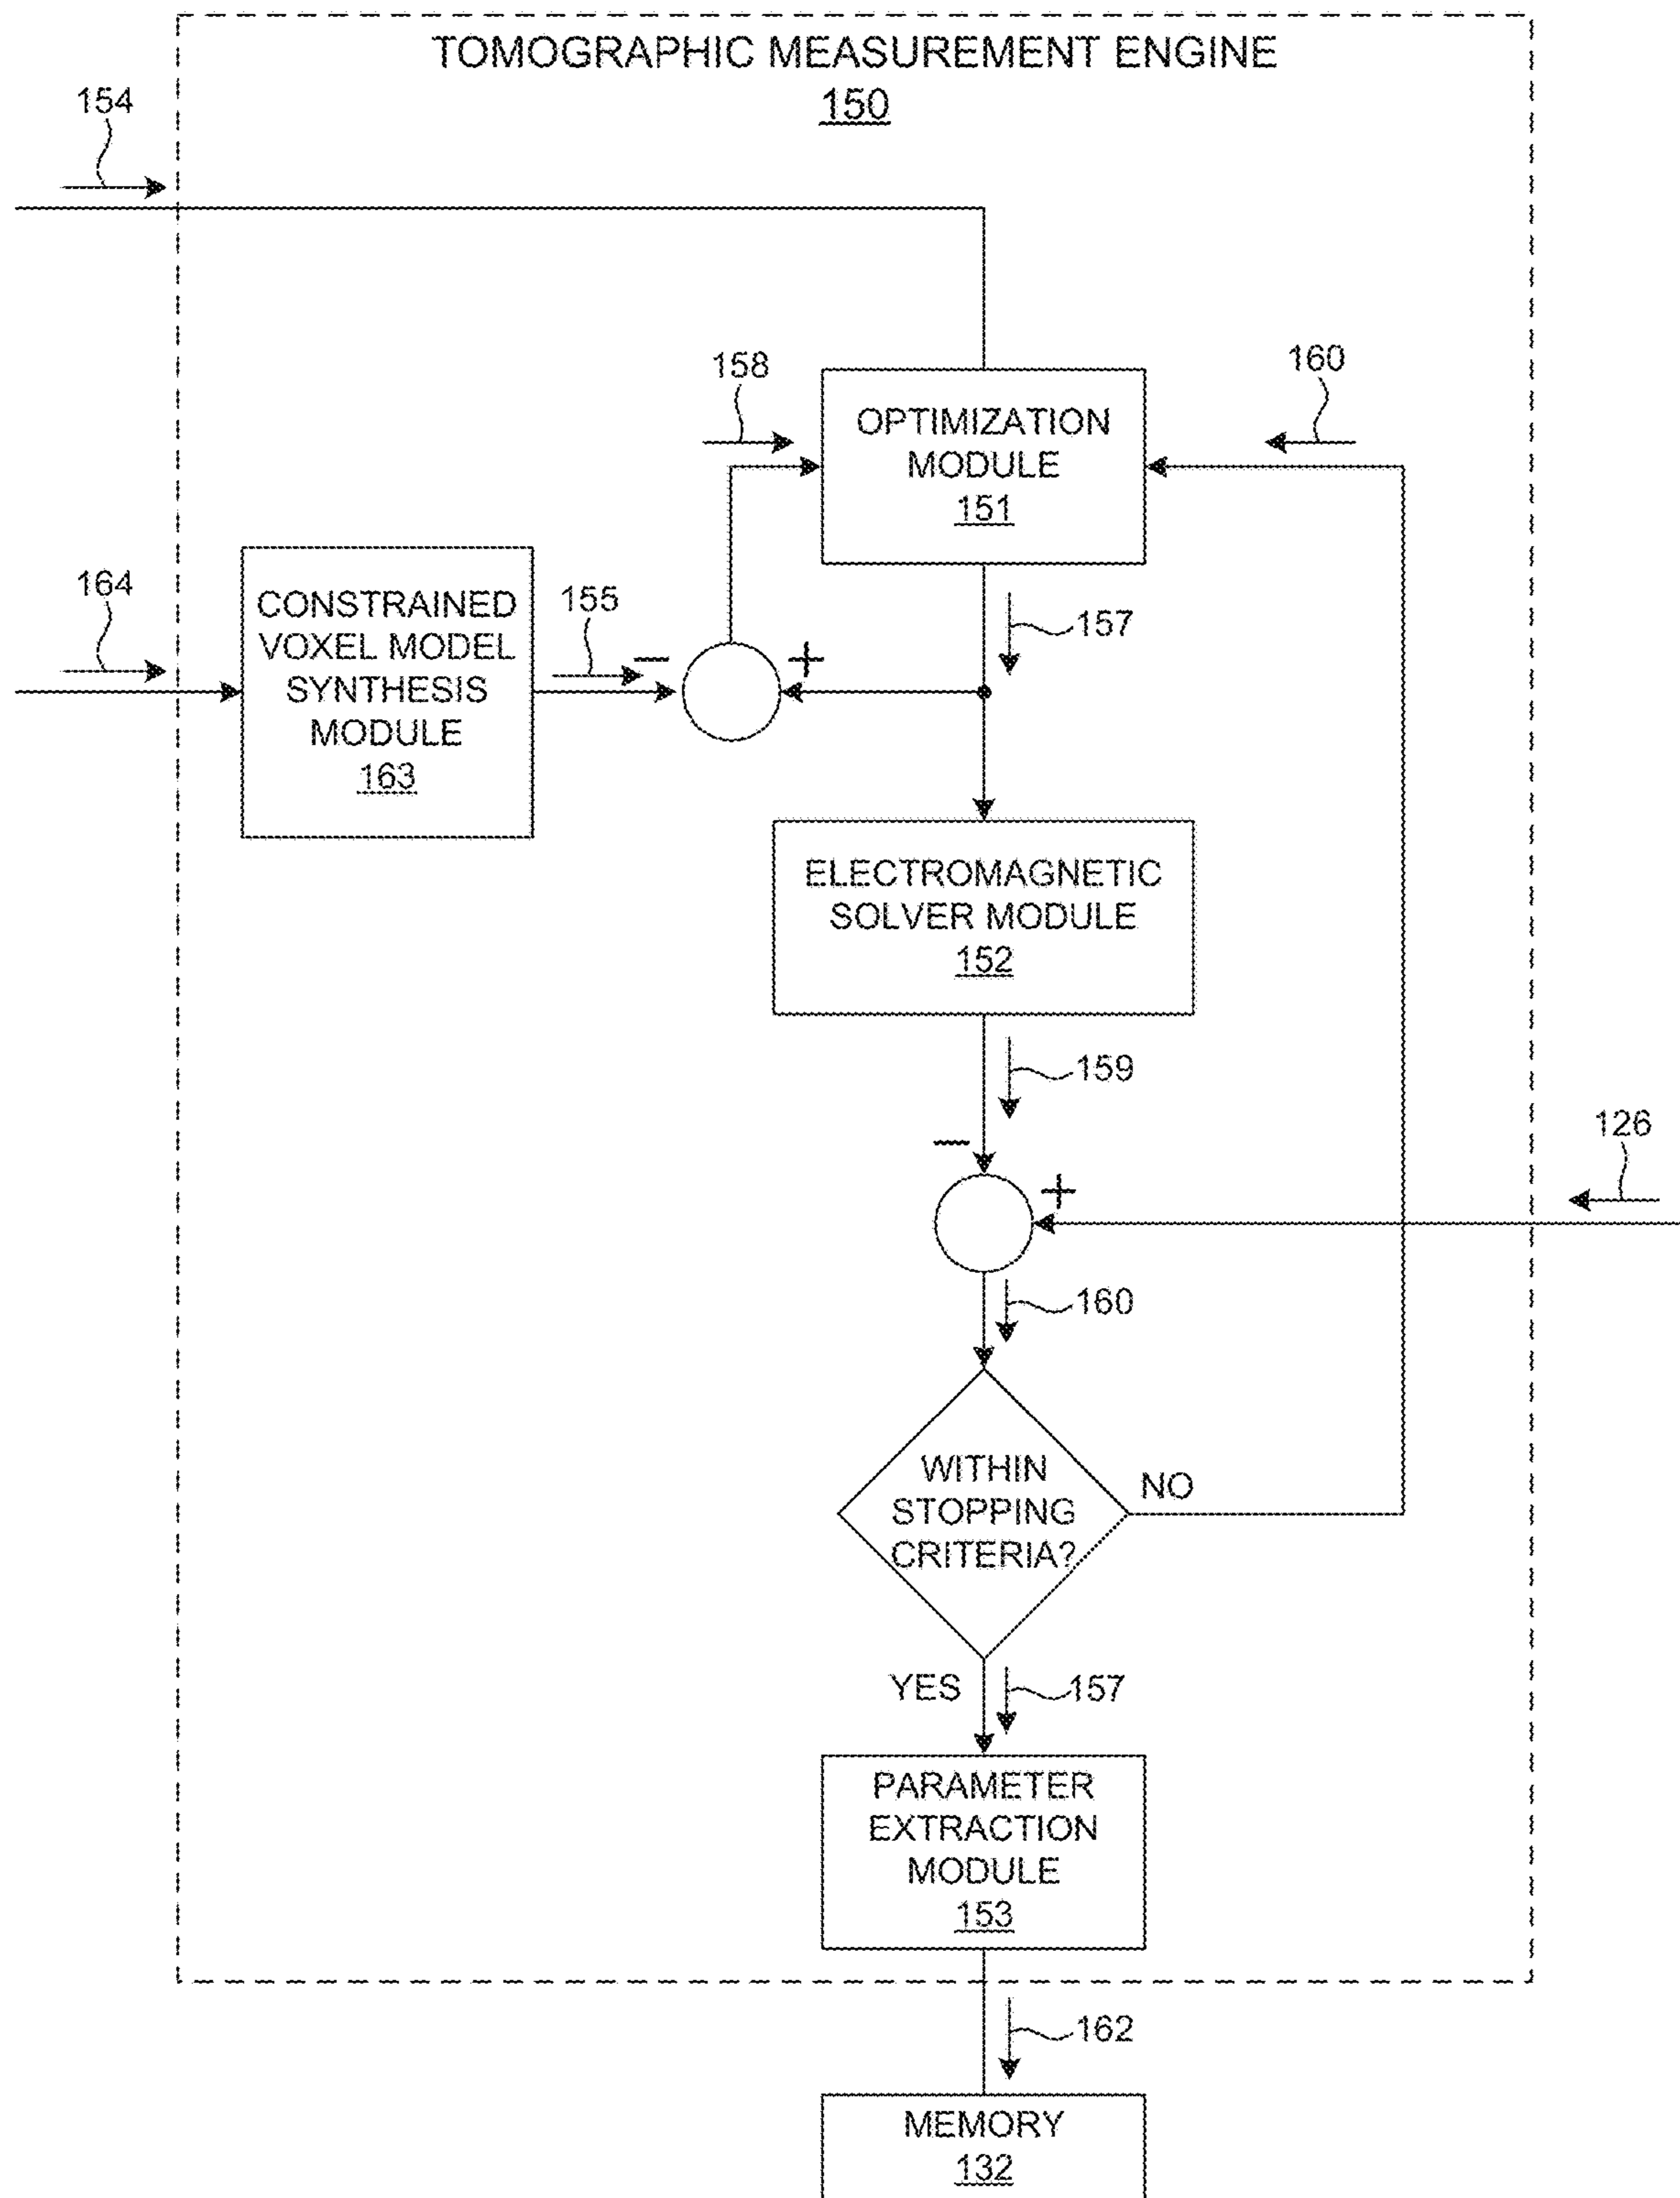 TOMOGRAPHIC MEASUREMENT ENGINE
150
154
158
160
OPTIMIZATION
MODULE
151
164
CONSTRAINED
VOXEL MODEL
SYNTHESIS
MODULE
163
155
−
+
157
ELECTROMAGNETIC
SOLVER MODULE
152
159
−
+
126
160
WITHIN
STOPPING
CRITERIA?
NO
YES
157
PARAMETER
EXTRACTION
MODULE
153
162
MEMORY
132